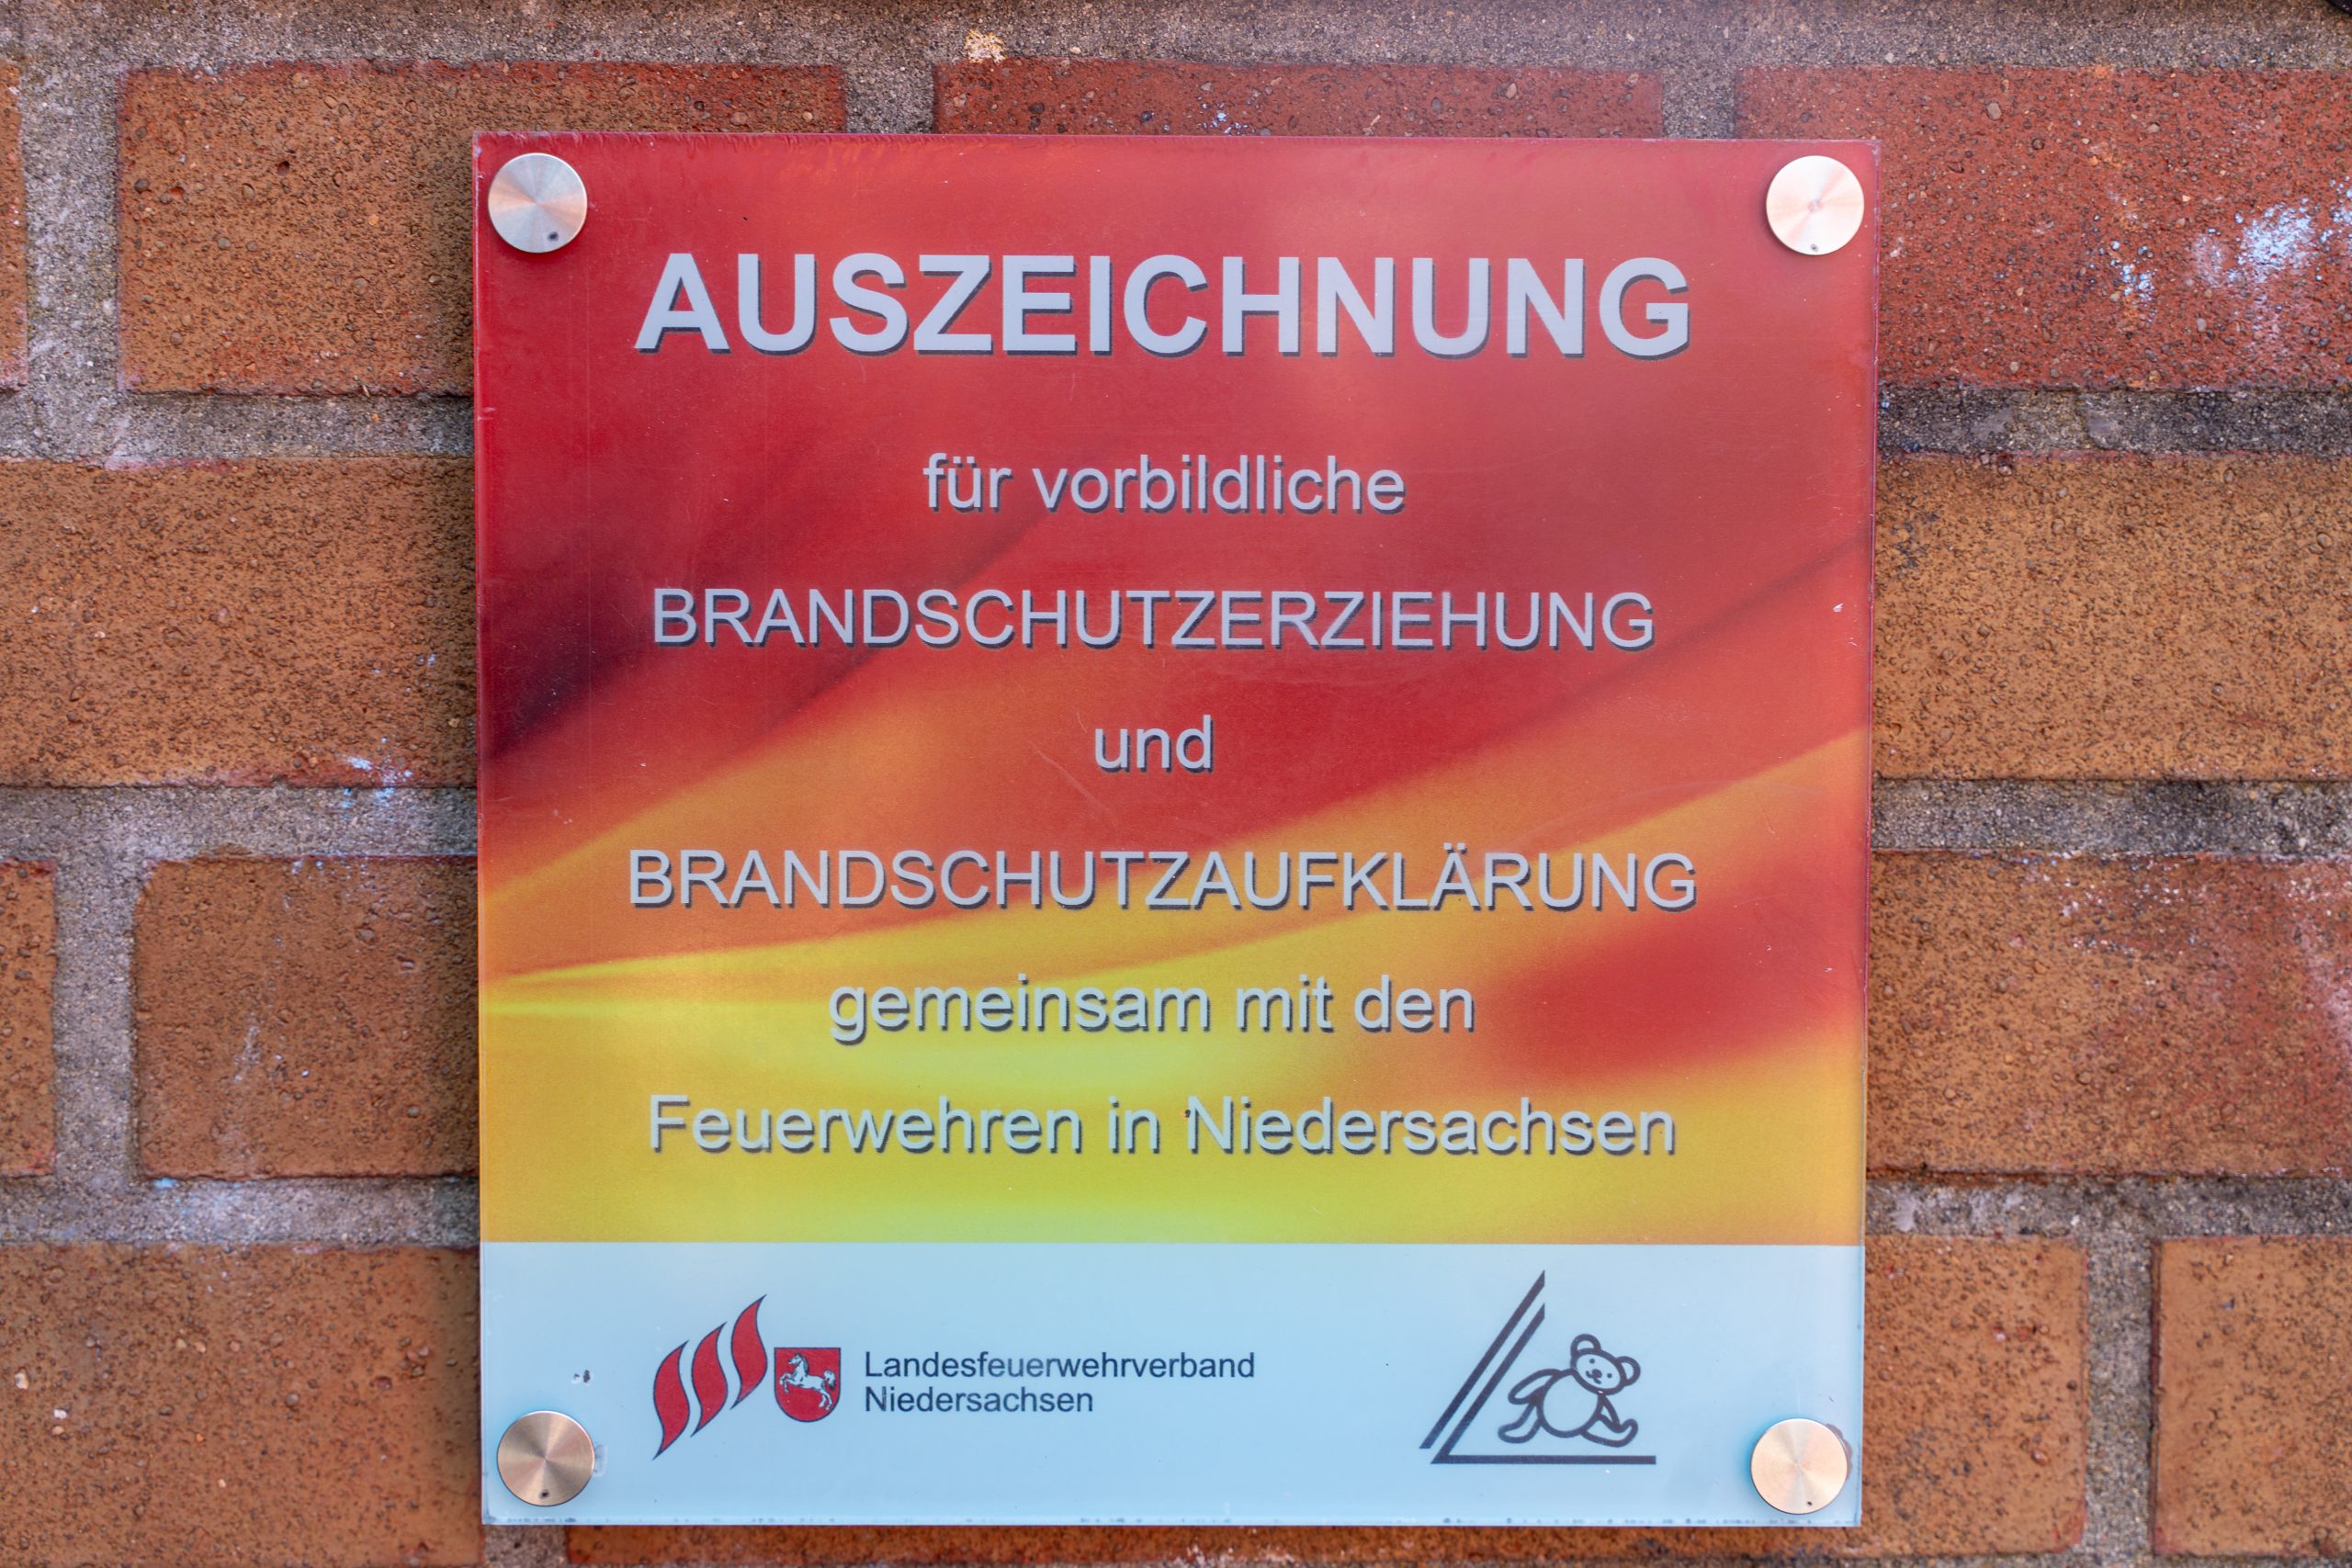 AUSZEICHNUNG
für vorbildliche
BRANDSCHUTZERZIEHUNG
und
BRANDSCHUTZAUFKLÄRUNG
gemeinsam mit den
Feuerwehren in Niedersachsen
Landesfeuerwehrverband
Niedersachsen